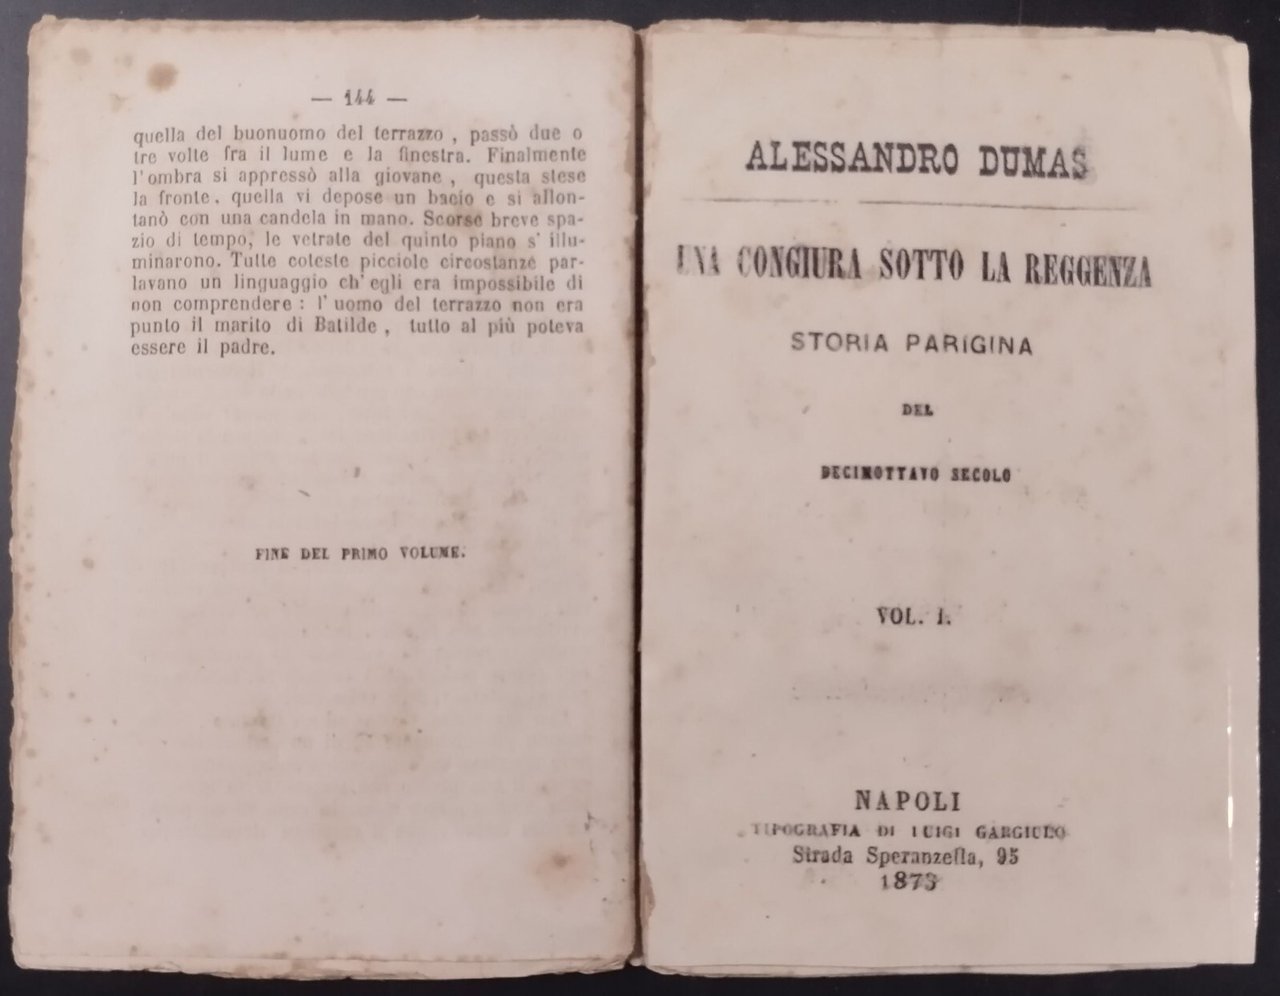 — 144 —
quella del buonuomo del terrazzo , passò due o
tre volte fra il lume e la finestra. Finalmente
l'ombra si appressò alla giovane , questa stese
la fronte, quella vi depose un bacio e si allon-
tanò con una candela in mano. Scorse breve spa-
zio di tempo, le vetrate del quinto piano s' illu-
minarono. Tutte coteste picciole circostanze par-
lavano un linguaggio ch' egli era impossibile di
non comprendere : l' uomo del terrazzo non era
punto il marito di Batilde , tutto al più poteva
essere il padre.
FINE DEL PRIMO VOLUME.
ALESSANDRO DUMAS
UNA CONGIURA SOTTO LA REGGENZA
STORIA PARIGINA
DEL
DECIMOTTAVO SECOLO
VOL. I.
NAPOLI
TIPOGRAFIA DI LUIGI GARGIULO
Strada Speranzella, 95
1873